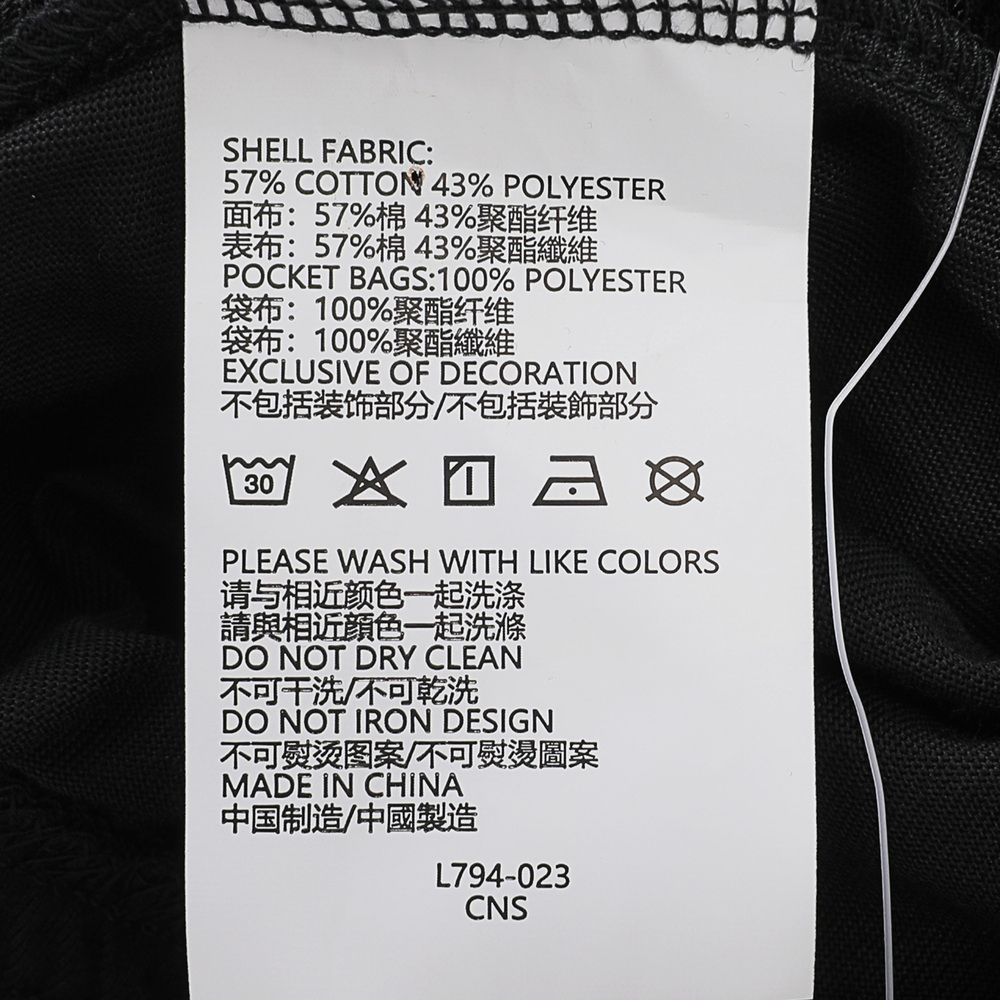 SHELL FABRIC:
57% COTTON 43% POLYESTER
面布：57%棉 43%聚酯纤维
表布：57%棉 43%聚酯纖維
POCKET BAGS:100% POLYESTER
袋布：100%聚酯纤维
袋布：100%聚酯纖維
EXCLUSIVE OF DECORATION
不包括装饰部分/不包括裝飾部分
30
PLEASE WASH WITH LIKE COLORS
请与相近颜色一起洗涤
請與相近顏色一起洗滌
DO NOT DRY CLEAN
不可干洗/不可乾洗
DO NOT IRON DESIGN
不可熨烫图案/不可熨燙圖案
MADE IN CHINA
中国制造/中國製造
L794-023
CNS